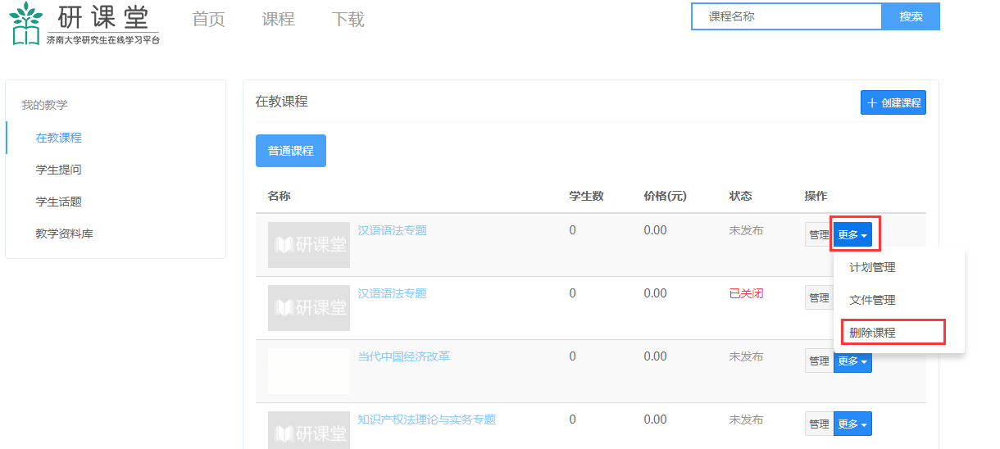 研课堂
济南大学研究生在线学习平台
首页 课程 下载
课程名称 搜索
我的教学
在教课程
学生提问
学生话题
教学资料库
在教课程
创建课程
普通课程
名称 学生数 价格(元) 状态 操作
研课堂 汉语语法专题 0 0.00 未发布 管理 更多
计划管理
文件管理
删除课程
研课堂 汉语语法专题 0 0.00 已关闭 管理
当代中国经济改革 0 0.00 未发布 管理 更多
研课堂 知识产权法理论与实务专题 0 0.00 未发布 管理 更多